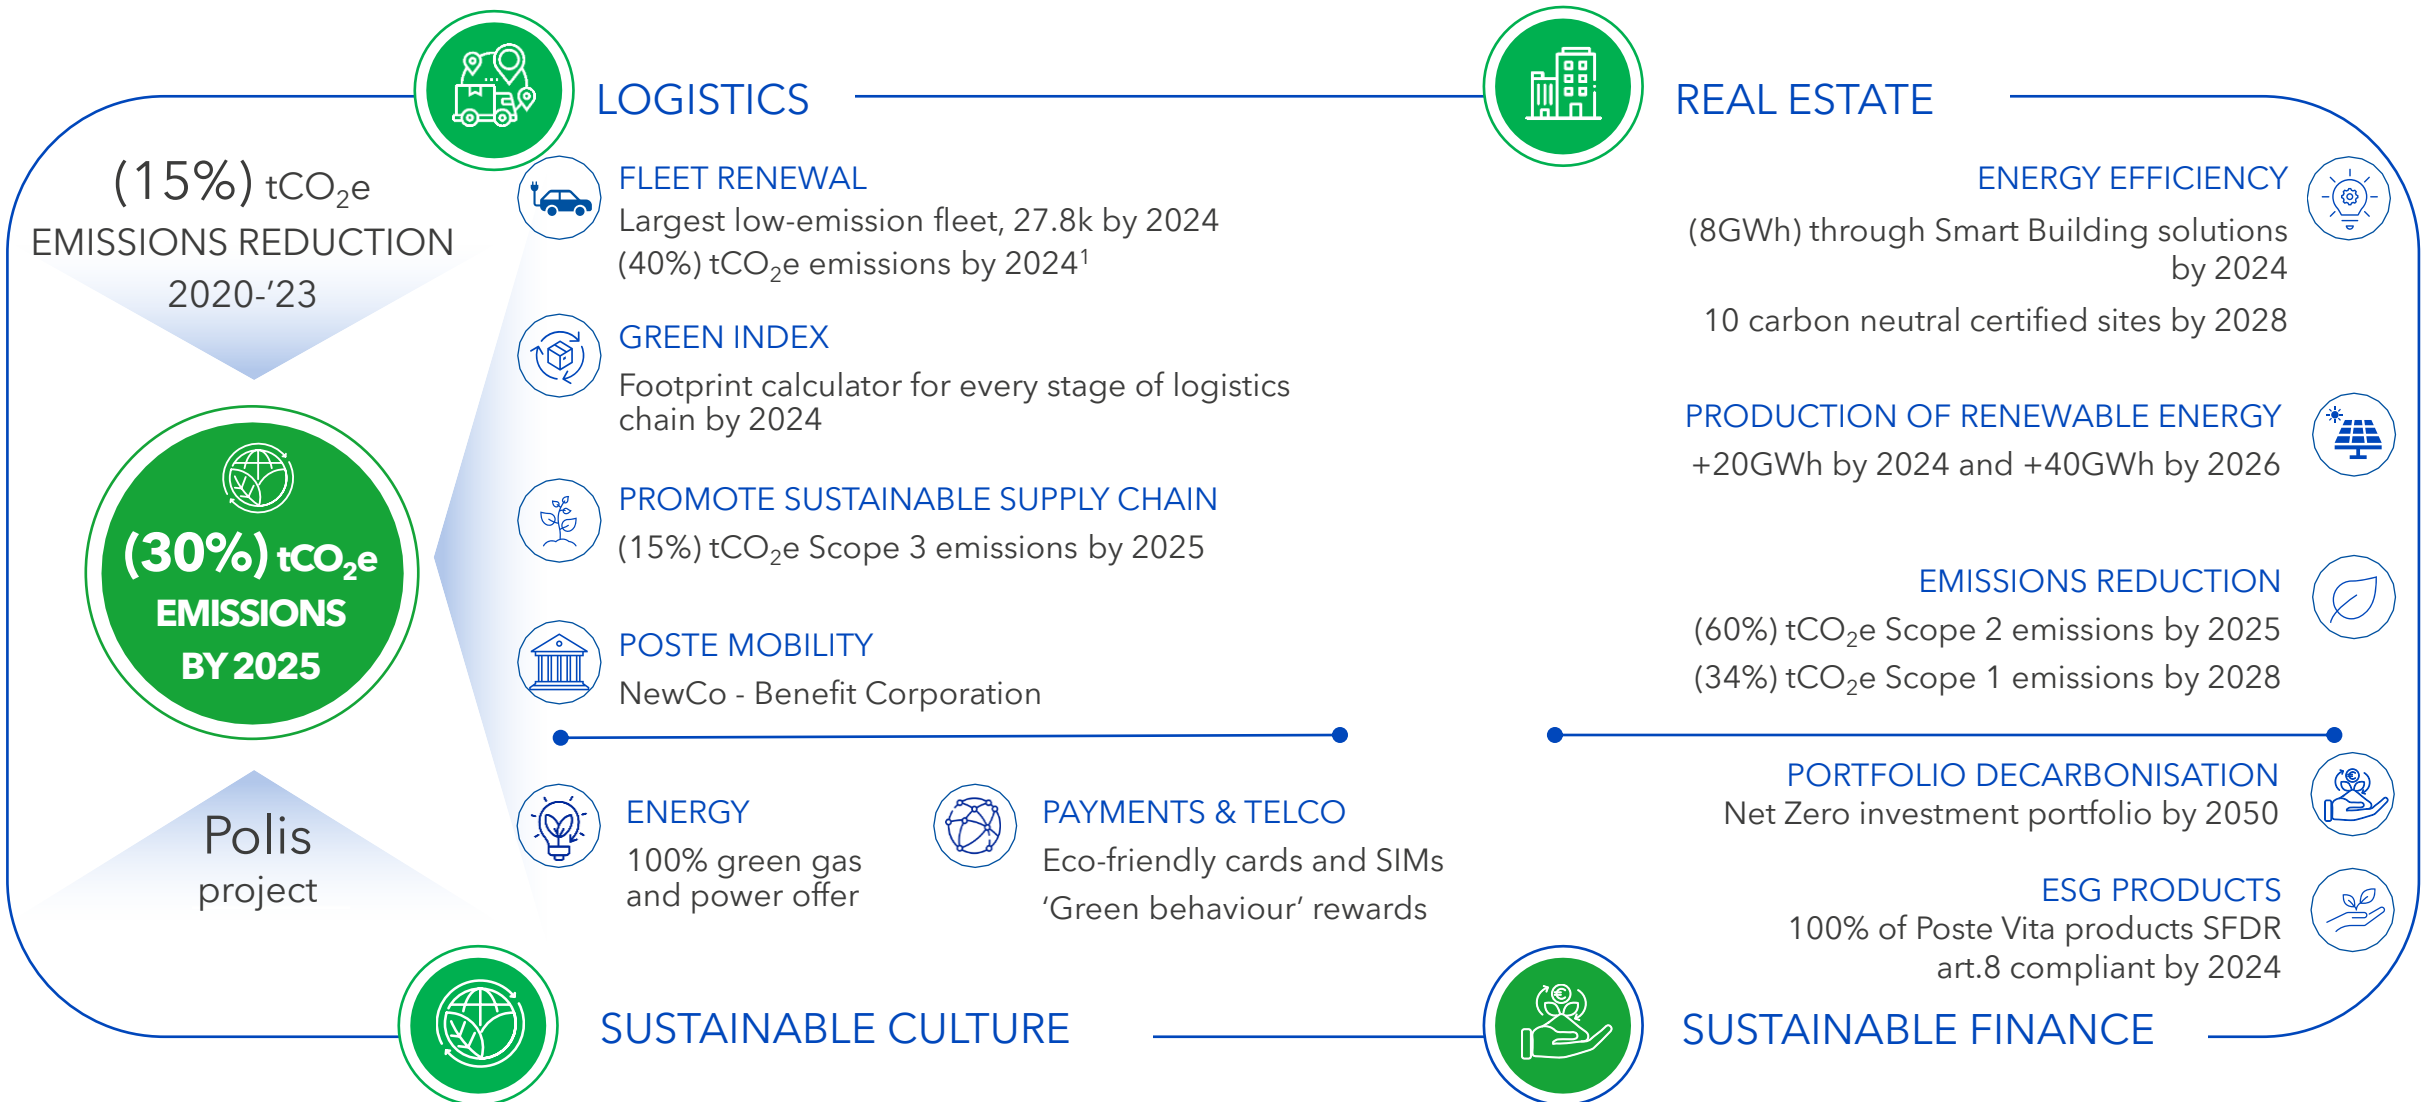 (15%) tCO₂e
EMISSIONS REDUCTION
2020-’23
(30%) tCO₂e
EMISSIONS
BY 2025
Polis
project
LOGISTICS
FLEET RENEWAL
Largest low-emission fleet, 27.8k by 2024
(40%) tCO₂e emissions by 2024¹
GREEN INDEX
Footprint calculator for every stage of logistics
chain by 2024
PROMOTE SUSTAINABLE SUPPLY CHAIN
(15%) tCO₂e Scope 3 emissions by 2025
POSTE MOBILITY
NewCo - Benefit Corporation
REAL ESTATE
ENERGY EFFICIENCY
(8GWh) through Smart Building solutions
by 2024
10 carbon neutral certified sites by 2028
PRODUCTION OF RENEWABLE ENERGY
+20GWh by 2024 and +40GWh by 2026
EMISSIONS REDUCTION
(60%) tCO₂e Scope 2 emissions by 2025
(34%) tCO₂e Scope 1 emissions by 2028
ENERGY
100% green gas
and power offer
PAYMENTS & TELCO
Eco-friendly cards and SIMs
‘Green behaviour’ rewards
SUSTAINABLE CULTURE
PORTFOLIO DECARBONISATION
Net Zero investment portfolio by 2050
ESG PRODUCTS
100% of Poste Vita products SFDR
art.8 compliant by 2024
SUSTAINABLE FINANCE